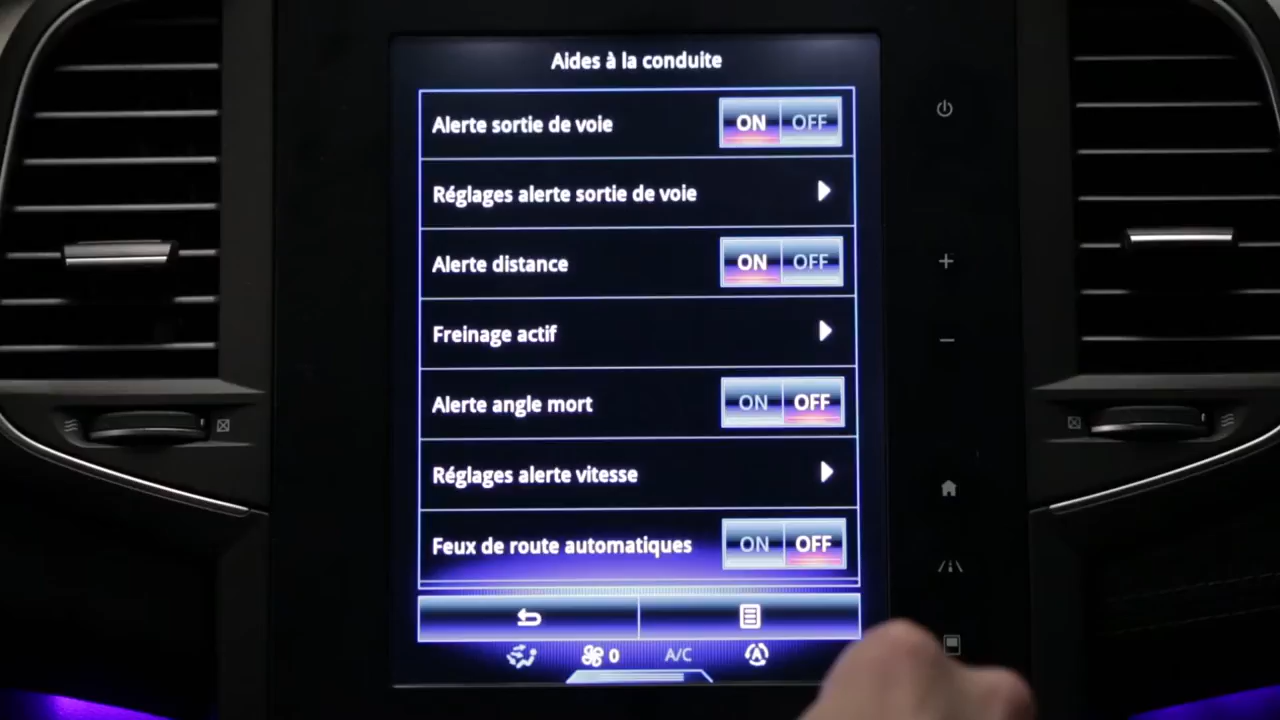 Aides à la conduite
Alerte sortie de voie ON OFF
Réglages alerte sortie de voie
Alerte distance ON OFF
Freinage actif
Alerte angle mort ON OFF
Réglages alerte vitesse
Feux de route automatiques ON OFF
0 A/C